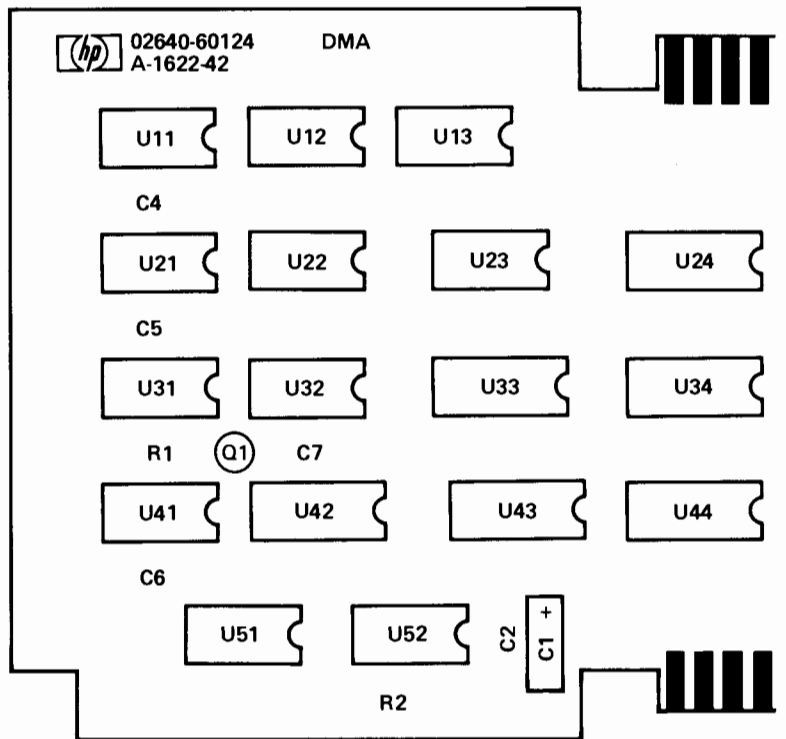 hp 02640-60124 DMA
A-1622-42
U11 U12 U13
C4
U21 U22 U23 U24
C5
U31 U32 U33 U34
R1 Q1 C7
U41 U42 U43 U44
C6
U51 U52 C2 C1 +
R2